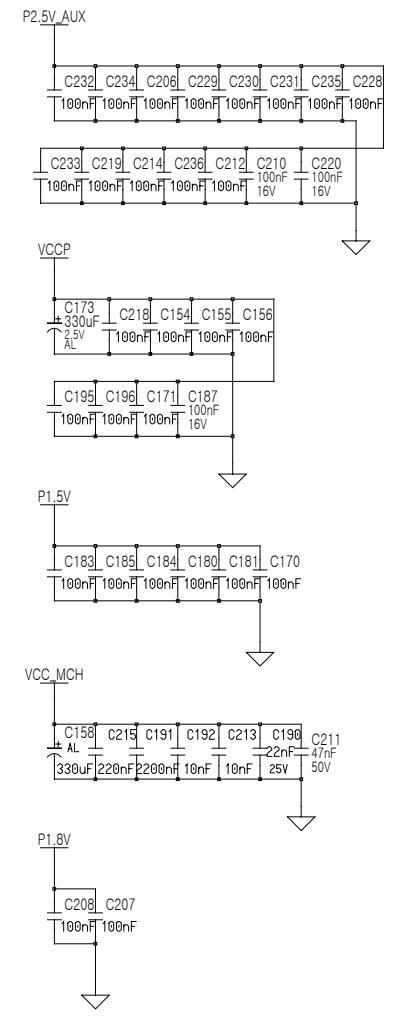 P2.5V_AUX
C232 C234 C206 C229 C230 C231 C235 C228
100nF 100nF 100nF 100nF 100nF 100nF 100nF 100nF
C233 C219 C214 C236 C212 C210 C220
100nF 100nF 100nF 100nF 100nF 100nF 100nF
16V 16V
VCCP
C173
330uF C218 C154 C155 C156
2.5V 100nF 100nF 100nF 100nF
AL
C195 C196 C171 C187
100nF 100nF 100nF 100nF
16V
P1.5V
C183 C185 C184 C180 C181 C170
100nF 100nF 100nF 100nF 100nF 100nF
VCC_MCH
C158 C215 C191 C192 C213 C190 C211
AL 22nF 47nF
330uF 220nF 2200nF 10nF 10nF 25V 50V
P1.8V
C208 C207
100nF 100nF